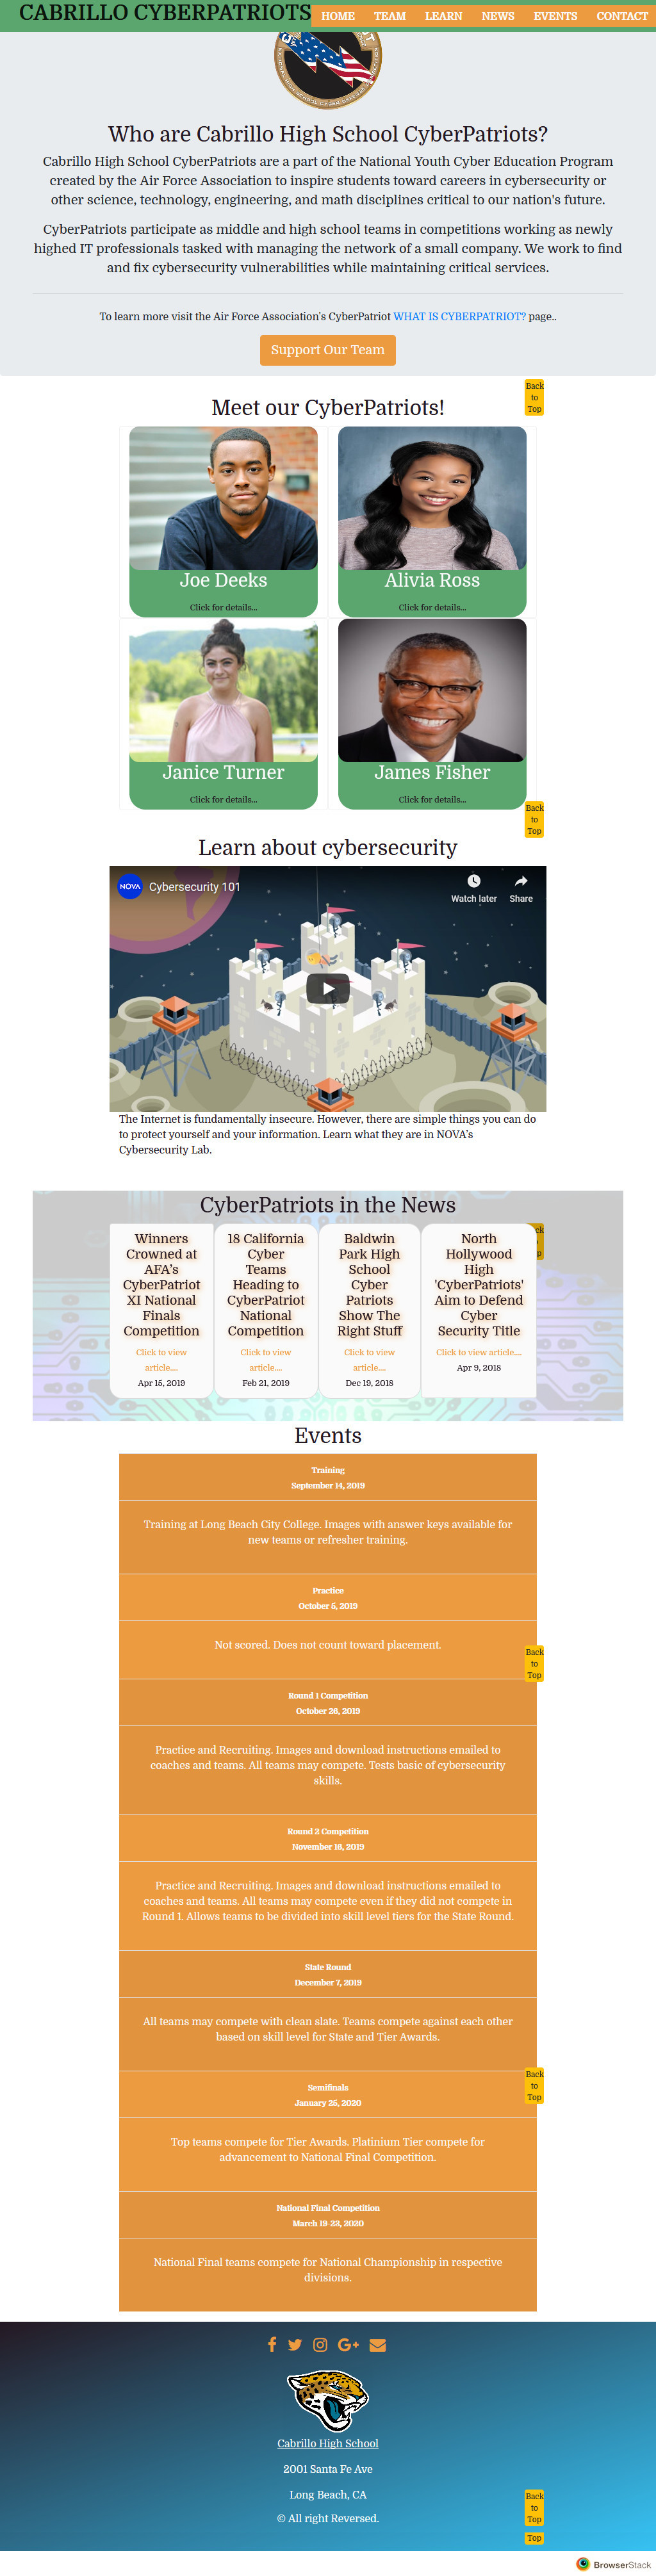 CABRILLO CYBERPATRIOTS
HOME TEAM LEARN NEWS EVENTS CONTACT
Who are Cabrillo High School CyberPatriots?
Cabrillo High School CyberPatriots are a part of the National Youth Cyber Education Program
created by the Air Force Association to inspire students toward careers in cybersecurity or
other science, technology, engineering, and math disciplines critical to our nation's future.
CyberPatriots participate as middle and high school teams in competitions working as newly
highed IT professionals tasked with managing the network of a small company. We work to find
and fix cybersecurity vulnerabilities while maintaining critical services.
To learn more visit the Air Force Association's CyberPatriot WHAT IS CYBERPATRIOT? page..
Support Our Team
Back
to
Top
Meet our CyberPatriots!
Joe Deeks
Click for details...
Alivia Ross
Click for details...
Janice Turner
Click for details...
James Fisher
Click for details...
Back
to
Top
Learn about cybersecurity
NOVA
Cybersecurity 101
Watch later
Share
The Internet is fundamentally insecure. However, there are simple things you can do
to protect yourself and your information. Learn what they are in NOVA's
Cybersecurity Lab.
CyberPatriots in the News
Winners
Crowned at
AFA's
CyberPatriot
XI National
Finals
Competition
Click to view
article....
Apr 15, 2019
18 California
Cyber
Teams
Heading to
CyberPatriot
National
Competition
Click to view
article....
Feb 21, 2019
Baldwin
Park High
School
Cyber
Patriots
Show The
Right Stuff
Click to view
article....
Dec 19, 2018
North
Hollywood
High
'CyberPatriots'
Aim to Defend
Cyber
Security Title
Click to view article....
Apr 9, 2018
Events
Training
September 14, 2019
Training at Long Beach City College. Images with answer keys available for
new teams or refresher training.
Practice
October 5, 2019
Not scored. Does not count toward placement.
Back
to
Top
Round 1 Competition
October 26, 2019
Practice and Recruiting. Images and download instructions emailed to
coaches and teams. All teams may compete. Tests basic of cybersecurity
skills.
Round 2 Competition
November 16, 2019
Practice and Recruiting. Images and download instructions emailed to
coaches and teams. All teams may compete even if they did not compete in
Round 1. Allows teams to be divided into skill level tiers for the State Round.
State Round
December 7, 2019
All teams may compete with clean slate. Teams compete against each other
based on skill level for State and Tier Awards.
Back
to
Top
Semifinals
January 25, 2020
Top teams compete for Tier Awards. Platinium Tier compete for
advancement to National Final Competition.
National Final Competition
March 19-23, 2020
National Final teams compete for National Championship in respective
divisions.
Cabrillo High School
2001 Santa Fe Ave
Long Beach, CA
© All right Reversed.
Back
to
Top
Top
BrowserStack